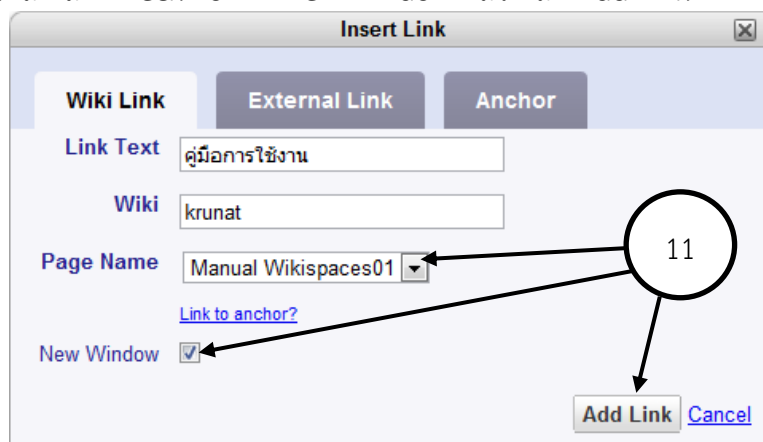 Insert Link
Wiki Link External Link Anchor
Link Text คู่มือการใช้งาน
Wiki krunat
Page Name Manual Wikispaces01
11
Link to anchor?
New Window
Add Link Cancel